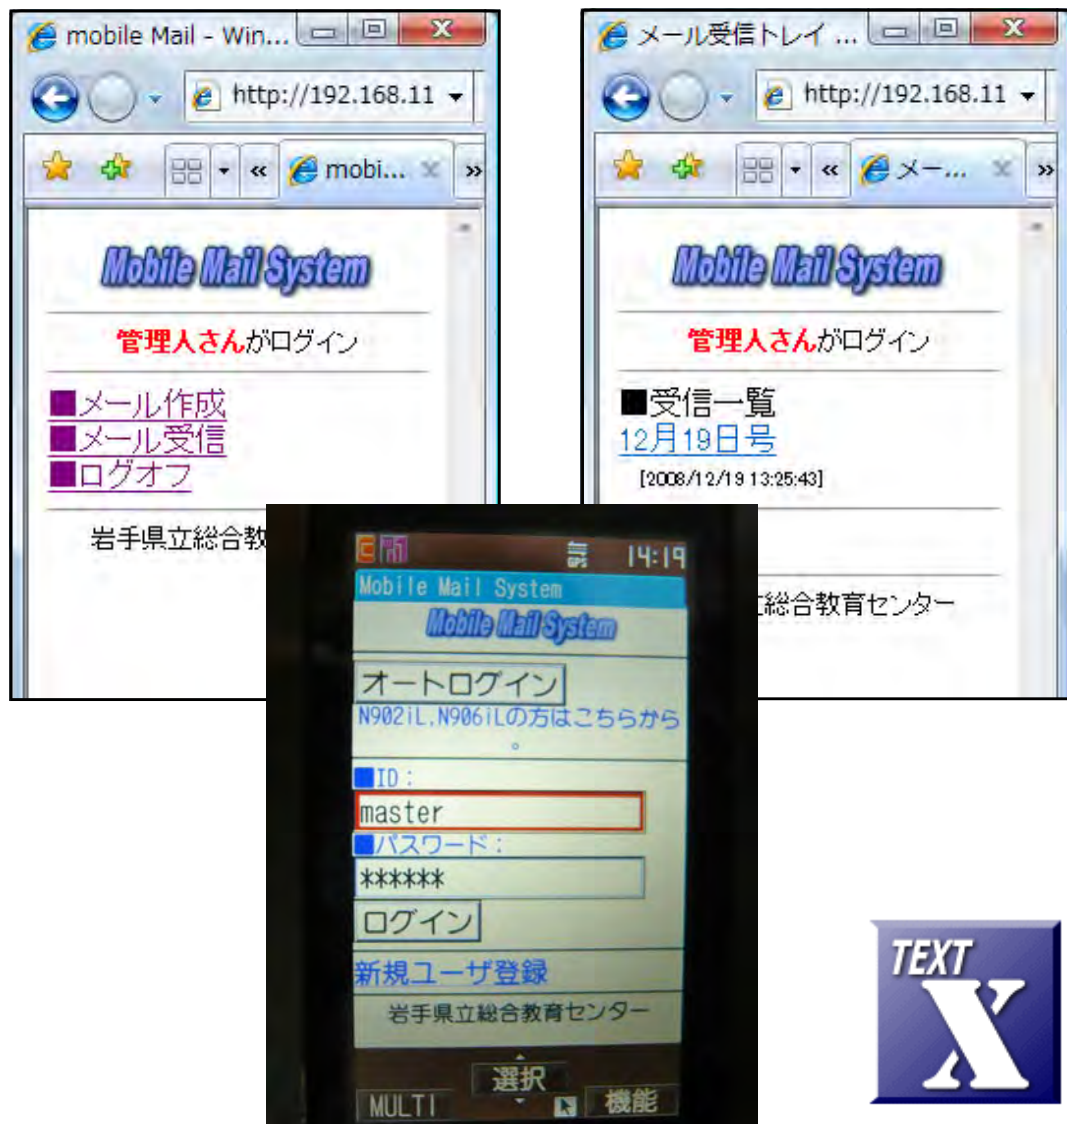 mobile Mail - Win...
http://192.168.11
mobi...
Mobile Mail System
管理人さんがログイン
■メール作成
■メール受信
■ログオフ
岩手県立総合教
メール受信トレイ ...
http://192.168.11
メー...
Mobile Mail System
管理人さんがログイン
■受信一覧
12月19日号
[2008/12/19 13:25:43]
総合教育センター
GPS 14:19
Mobile Mail System
Mobile Mail System
オートログイン
N902iL,N906iLの方はこちらから
。
■ID:
master
■パスワード:
******
ログイン
新規ユーザ登録
岩手県立総合教育センター
選択
MULTI 機能
TEXT
X